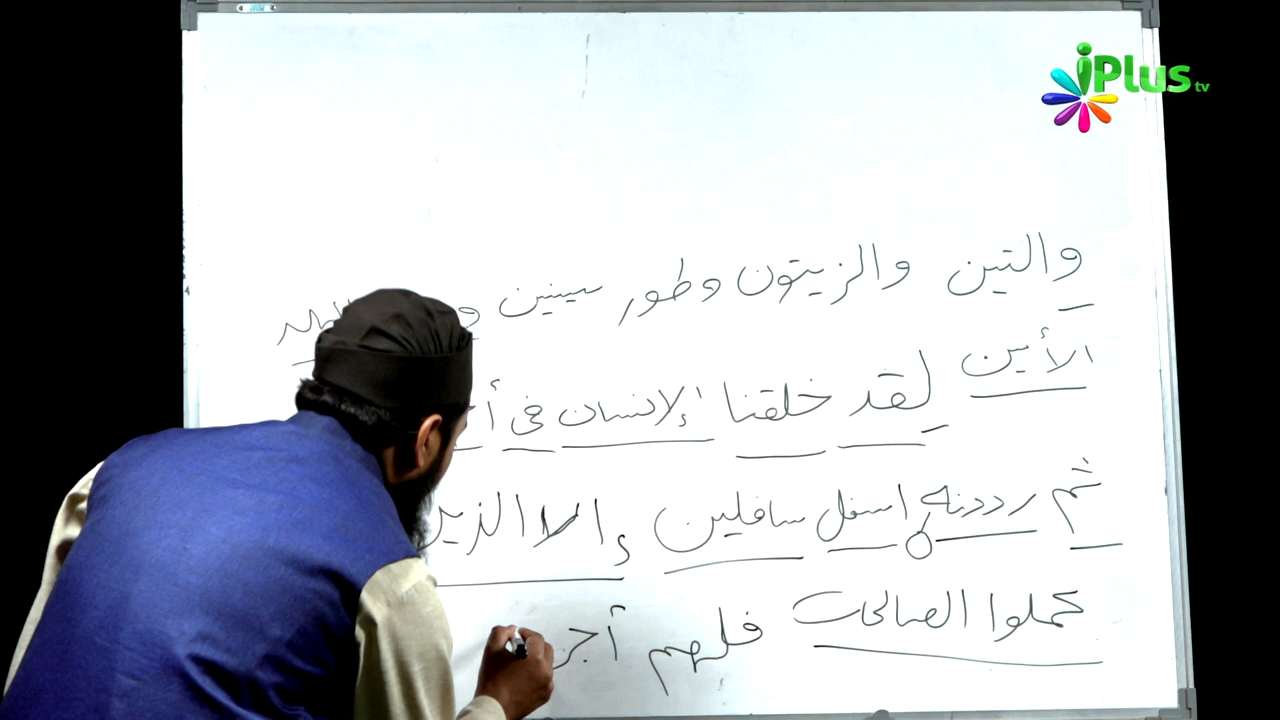 iPlus tv
والتين والزيتون وطور سينين و
الأمين لقد خلقنا الإنسان في أ
ثم رددنه اسفل سافلين إلا الذين
عملوا الصالحات فلهم أجر